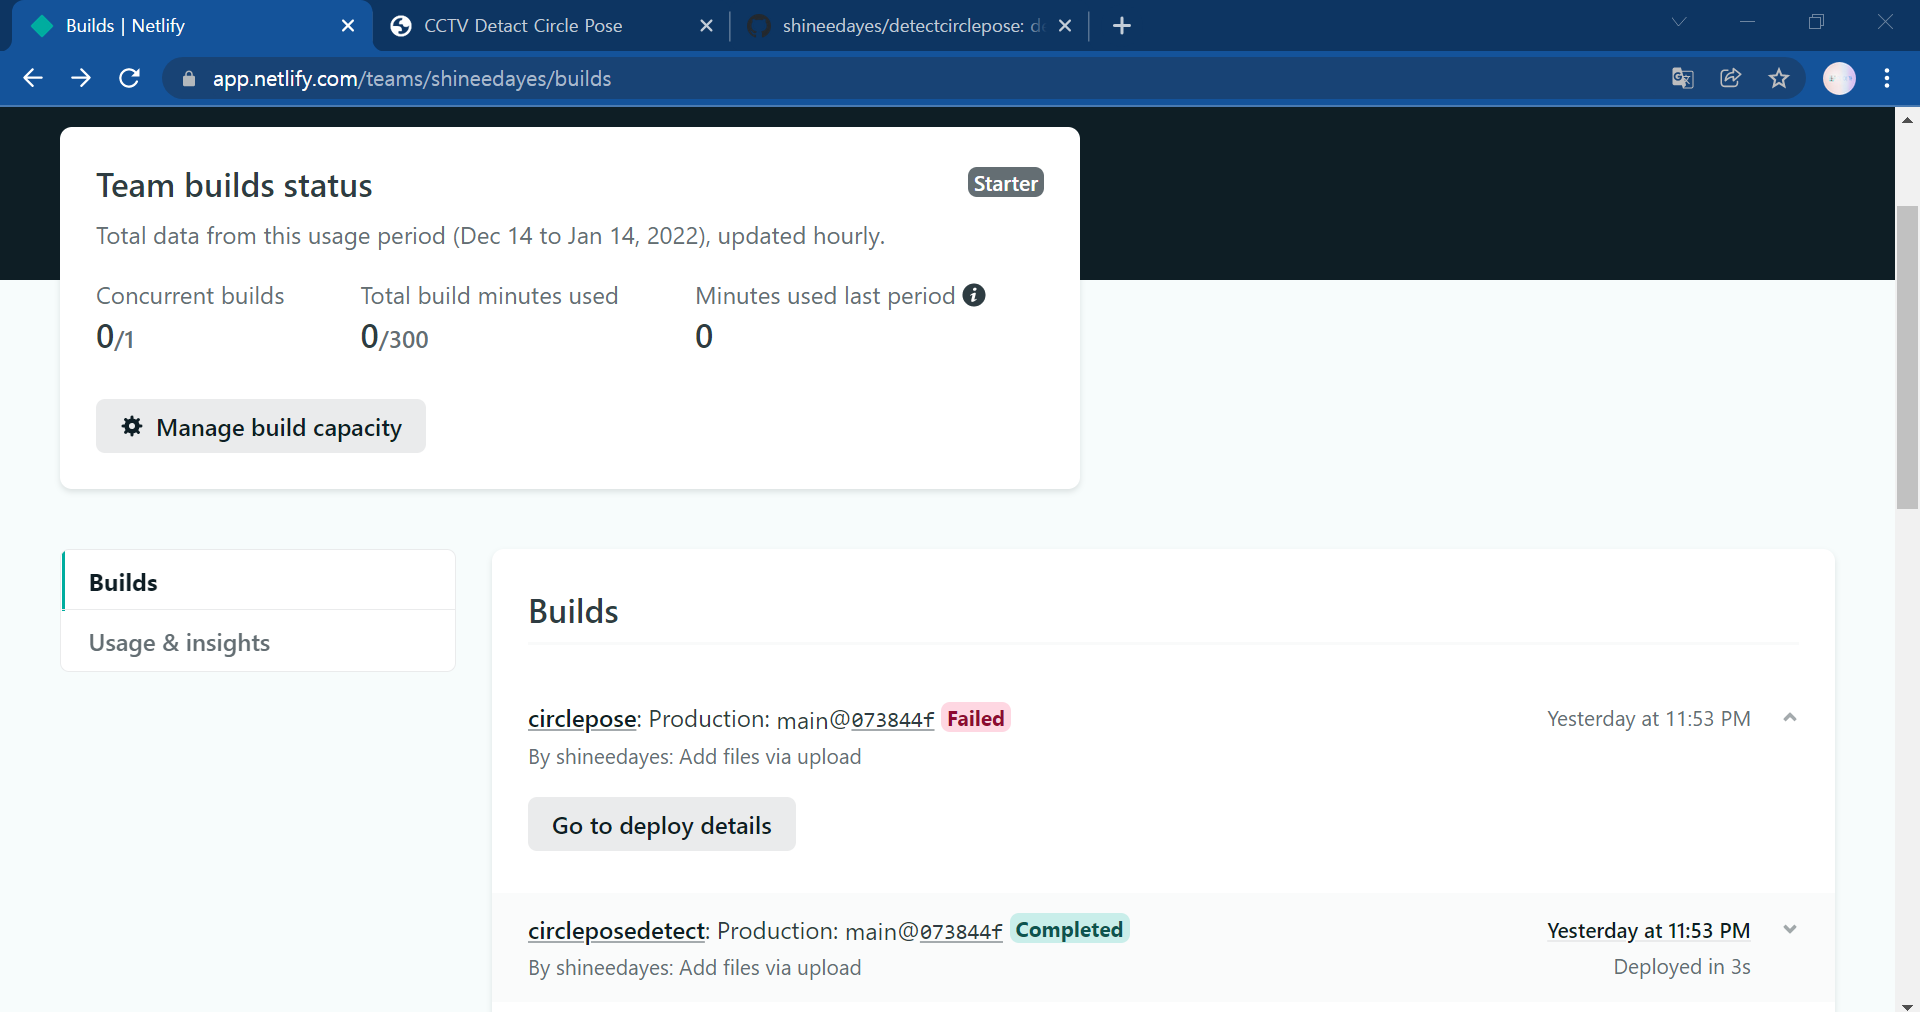 Builds | Netlify
CCTV Detact Circle Pose
shineedayes/detectcirclepose:
app.netlify.com/teams/shineedayes/builds
Team builds status
Starter
Total data from this usage period (Dec 14 to Jan 14, 2022), updated hourly.
Concurrent builds
0/1
Total build minutes used
0/300
Minutes used last period
0
Manage build capacity
Builds
Usage & insights
Builds
circlepose: Production: main@073844f Failed
Yesterday at 11:53 PM
By shineedayes: Add files via upload
Go to deploy details
circleposedetect: Production: main@073844f Completed
Yesterday at 11:53 PM
By shineedayes: Add files via upload
Deployed in 3s